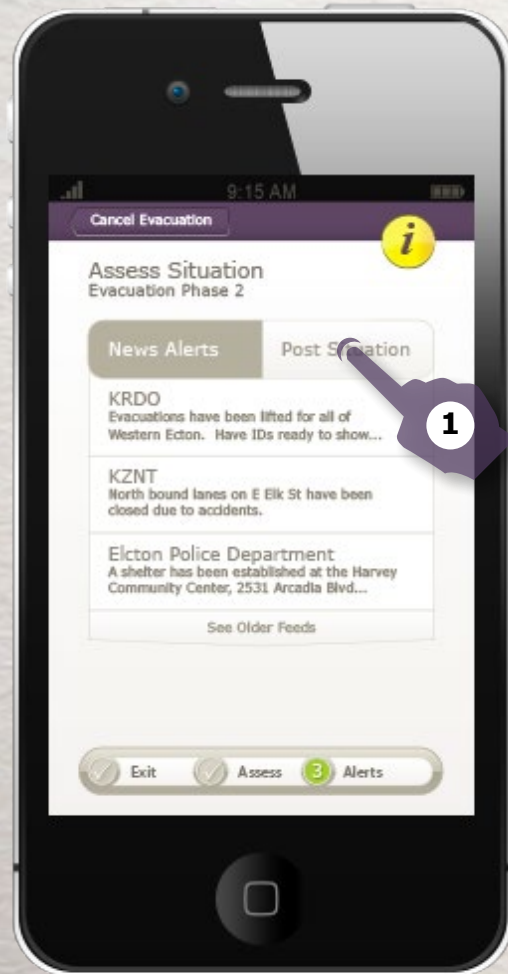 9:15 AM
Cancel Evacuation
i
Assess Situation
Evacuation Phase 2
News Alerts Post Situation
1
KRDO
Evacuations have been lifted for all of
Western Ecton. Have IDs ready to show...
KZNT
North bound lanes on E Elk St have been
closed due to accidents.
Elcton Police Department
A shelter has been established at the Harvey
Community Center, 2531 Arcadia Blvd...
See Older Feeds
Exit Assess 3 Alerts